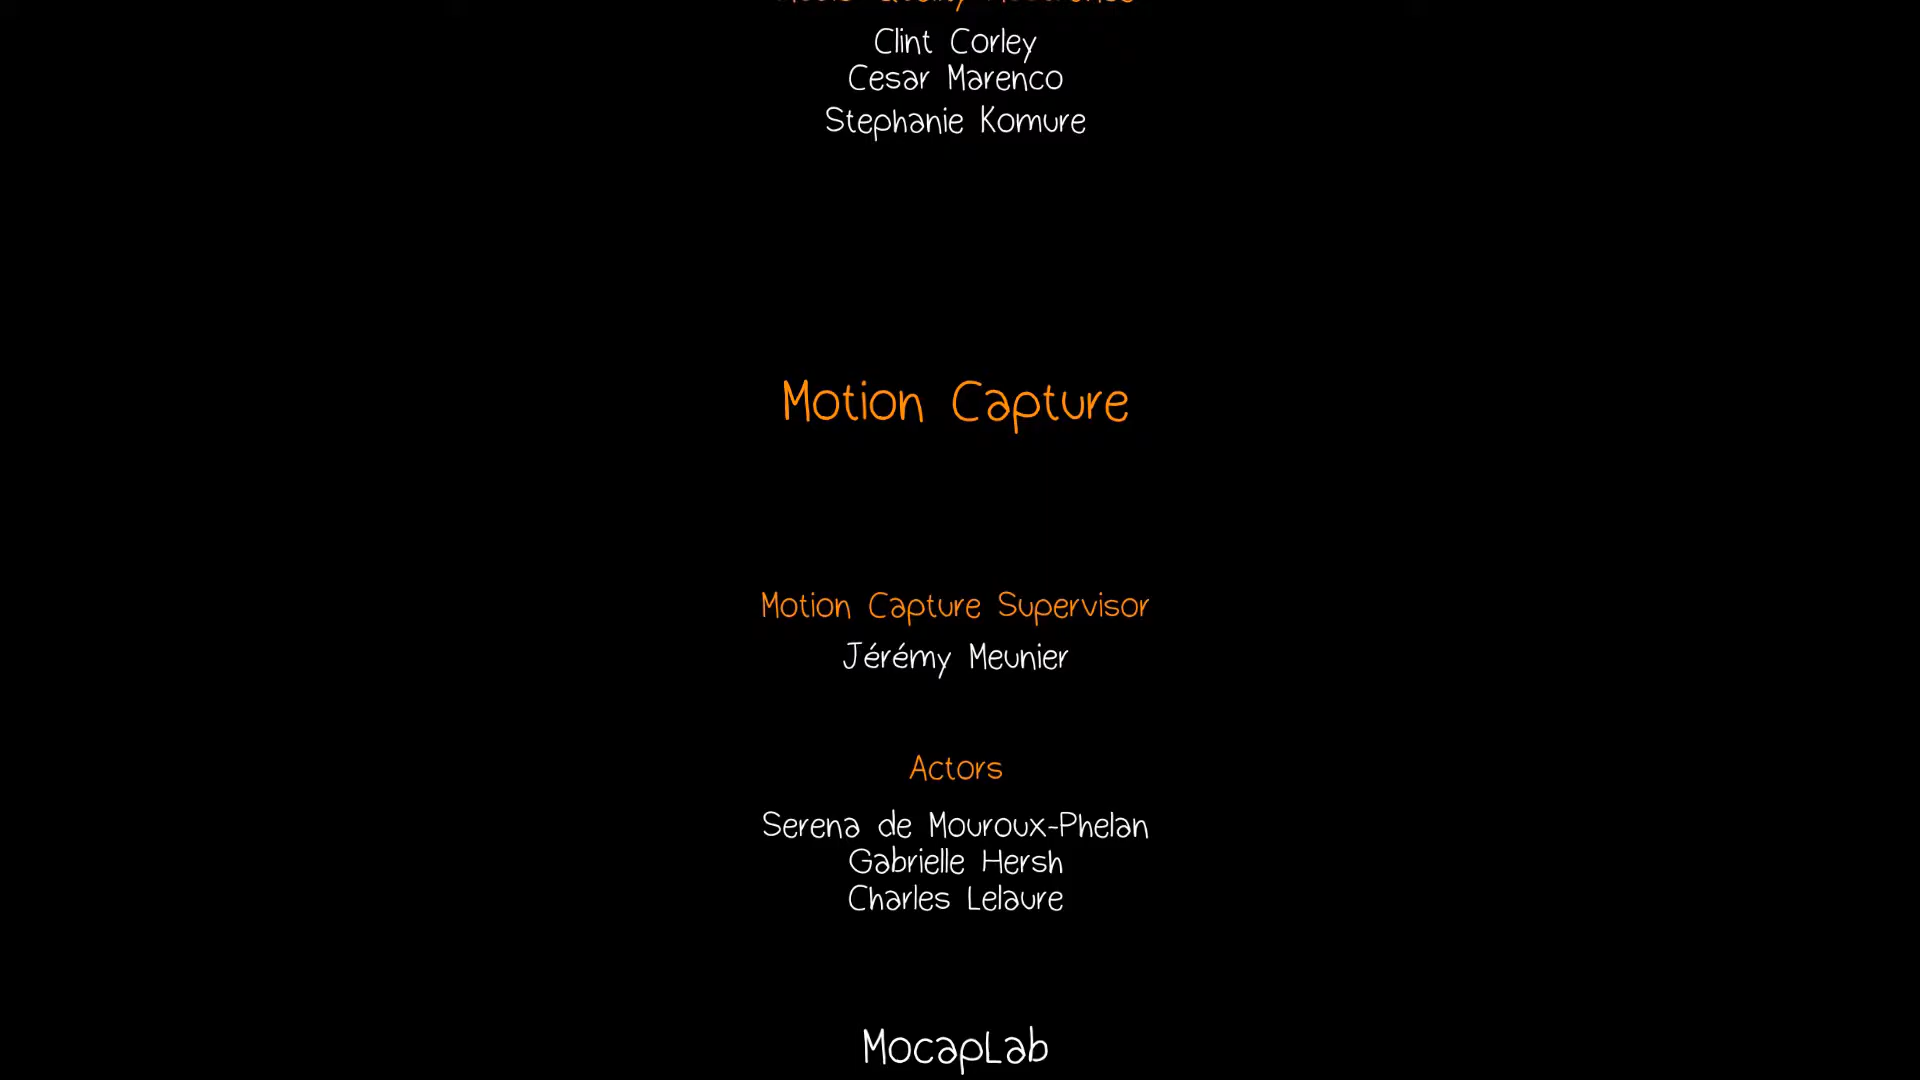 Clint Corley
Cesar Marenco
Stephanie Komure
Motion Capture
Motion Capture Supervisor
Jérémy Meunier
Actors
Serena de Mouroux-Phelan
Gabrielle Hersh
Charles Lelaure
MocapLab